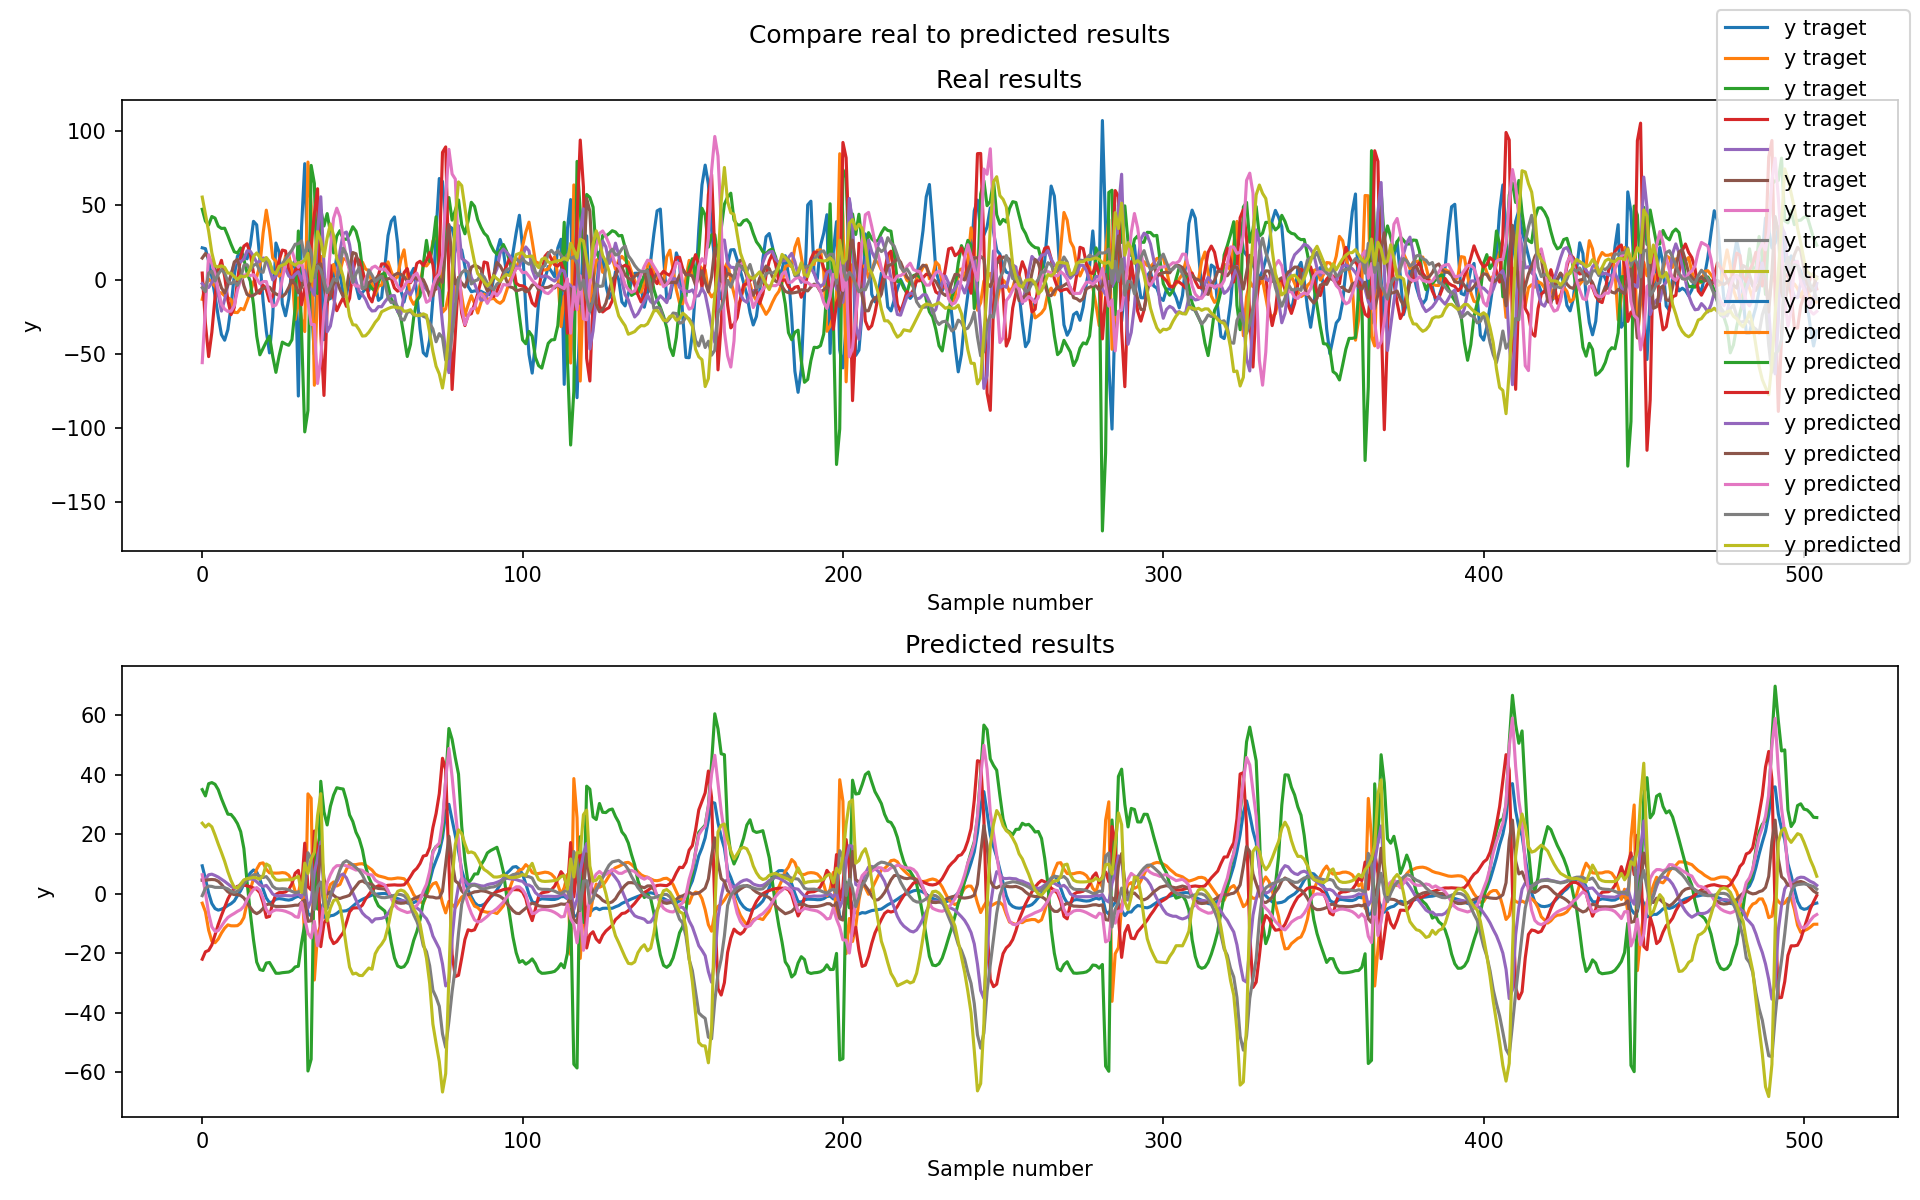 Compare real to predicted results
Real results
y traget
y traget
y traget
y traget
y traget
y traget
y traget
y traget
y traget
y predicted
y predicted
y predicted
y predicted
y predicted
y predicted
y predicted
y predicted
y predicted
100
50
0
−50
−100
−150
y
0
100
200
300
400
500
Sample number
Predicted results
60
40
20
0
−20
−40
−60
y
0
100
200
300
400
500
Sample number